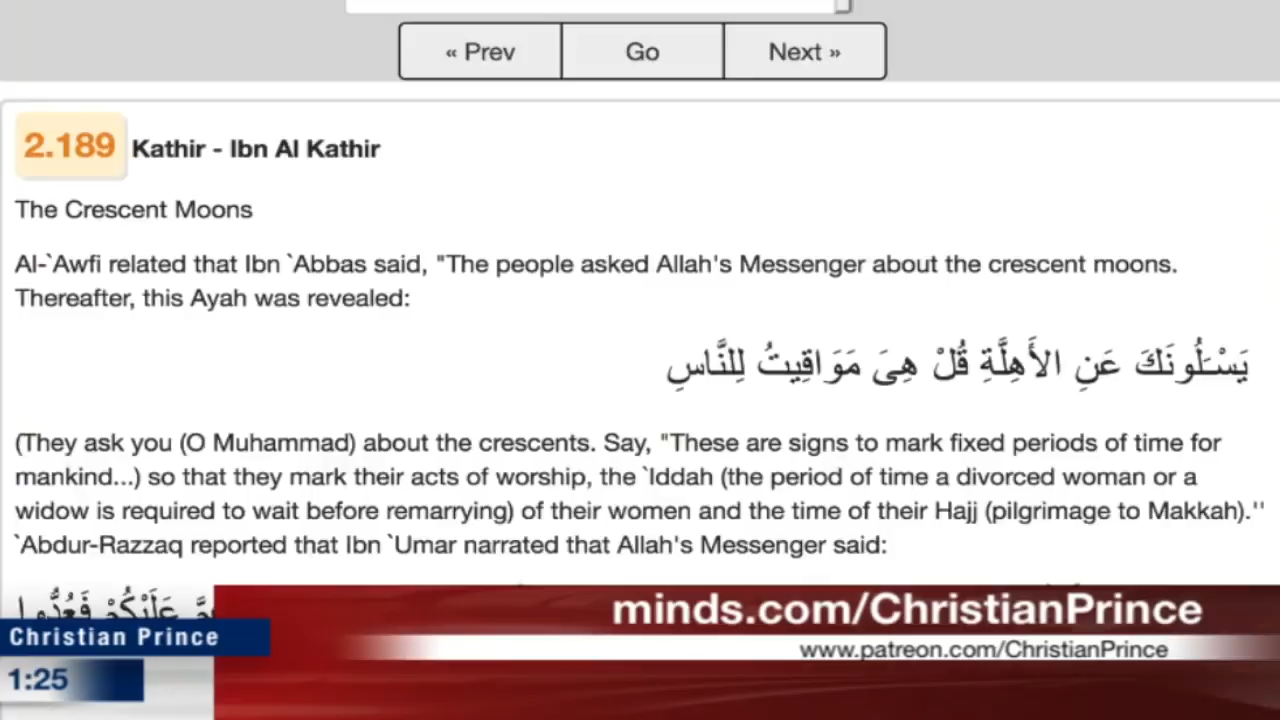 « Prev
Go
Next »
2.189 Kathir - Ibn Al Kathir
The Crescent Moons
Al-`Awfi related that Ibn `Abbas said, "The people asked Allah's Messenger about the crescent moons.
Thereafter, this Ayah was revealed:
يَسْـَلُونَكَ عَنِ الأَهِلَّةِ قُلْ هِىَ مَوَاقِيتُ لِلنَّاسِ
(They ask you (O Muhammad) about the crescents. Say, "These are signs to mark fixed periods of time for
mankind...) so that they mark their acts of worship, the `Iddah (the period of time a divorced woman or a
widow is required to wait before remarrying) of their women and the time of their Hajj (pilgrimage to Makkah).''
`Abdur-Razzaq reported that Ibn `Umar narrated that Allah's Messenger said:
عَلَيْكُمْ فَعُدُّوا
minds.com/ChristianPrince
Christian Prince
www.patreon.com/ChristianPrince
1:25